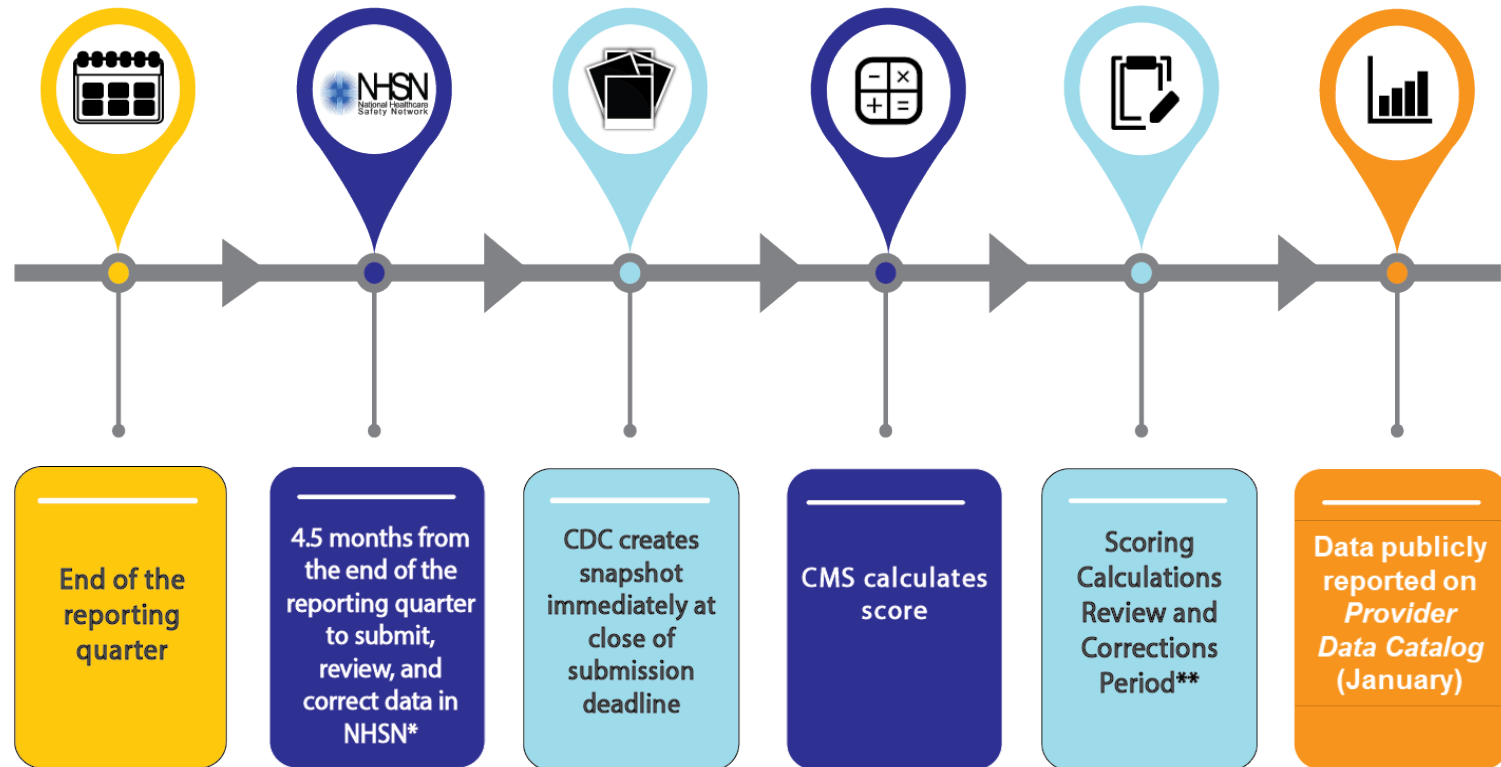 NHSN
National Healthcare
Safety Network
End of the
reporting
quarter
4.5 months from
the end of the
reporting quarter
to submit,
review, and
correct data in
NHSN*
CDC creates
snapshot
immediately at
close of
submission
deadline
CMS calculates
score
Scoring
Calculations
Review and
Corrections
Period**
Data publicly
reported on
Provider
Data Catalog
(January)